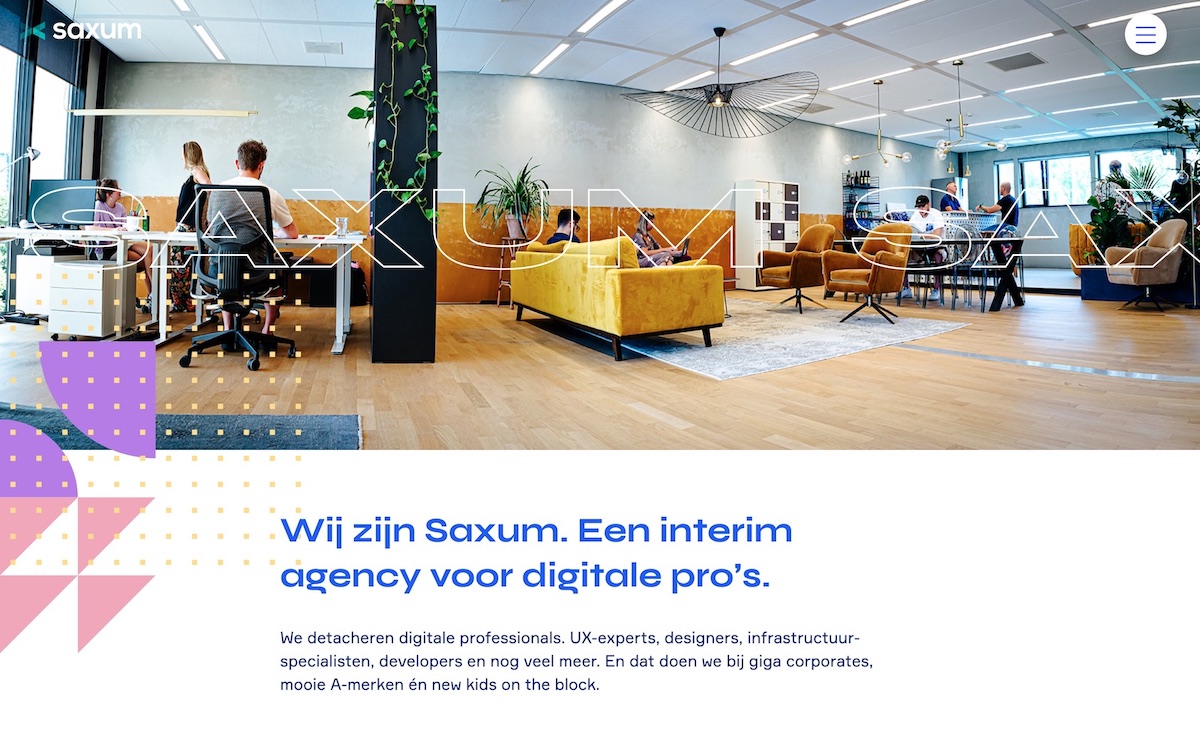 saxum
SAXUM SAX
Wij zijn Saxum. Een interim
agency voor digitale pro’s.
We detacheren digitale professionals. UX-experts, designers, infrastructuur-
specialisten, developers en nog veel meer. En dat doen we bij giga corporates,
mooie A-merken én new kids on the block.